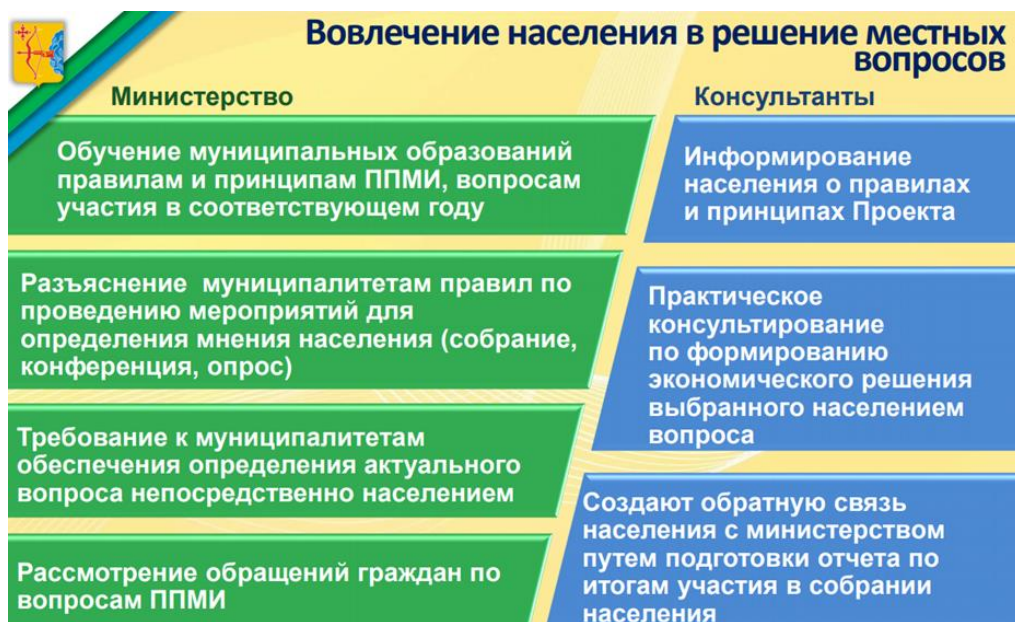 Вовлечение населения в решение местных
вопросов
Министерство
Обучение муниципальных образований
правилам и принципам ППМИ, вопросам
участия в соответствующем году
Разъяснение муниципалитетам правил по
проведению мероприятий для
определения мнения населения (собрание,
конференция, опрос)
Требование к муниципалитетам
обеспечения определения актуального
вопроса непосредственно населением
Рассмотрение обращений граждан по
вопросам ППМИ
Консультанты
Информирование
населения о правилах
и принципах Проекта
Практическое
консультирование
по формированию
экономического решения
выбранного населением
вопроса
Создают обратную связь
населения с министерством
путем подготовки отчета по
итогам участия в собрании
населения